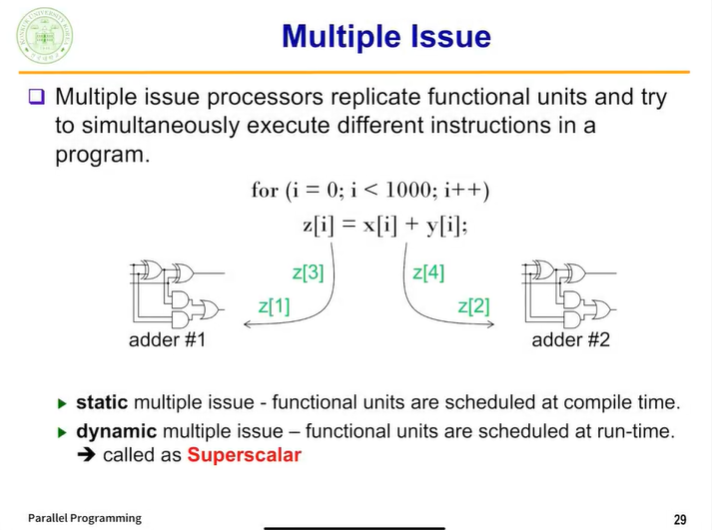 Multiple Issue
Multiple issue processors replicate functional units and try
to simultaneously execute different instructions in a
program.
for (i = 0; i < 1000; i++)
z[i] = x[i] + y[i];
z[3]
z[4]
z[1]
z[2]
adder #1
adder #2
static multiple issue - functional units are scheduled at compile time.
dynamic multiple issue – functional units are scheduled at run-time.
➔ called as Superscalar
Parallel Programming
29